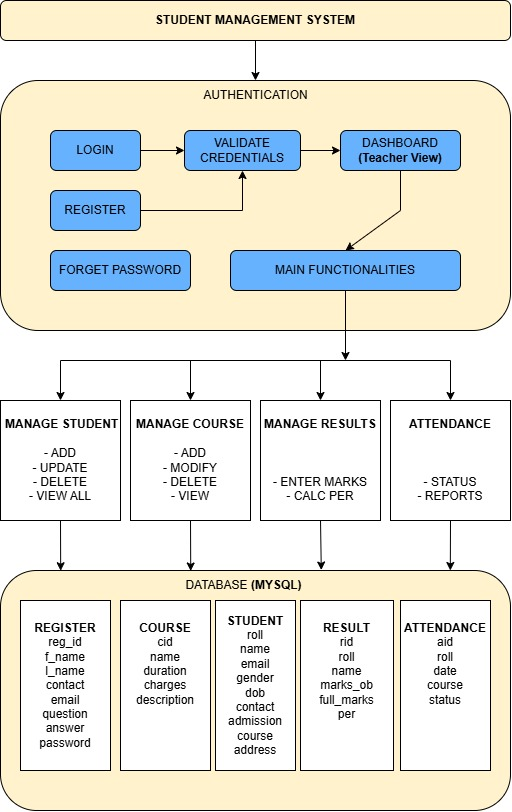 STUDENT MANAGEMENT SYSTEM
AUTHENTICATION
LOGIN
VALIDATE
CREDENTIALS
DASHBOARD
(Teacher View)
REGISTER
FORGET PASSWORD
MAIN FUNCTIONALITIES
MANAGE STUDENT
- ADD
- UPDATE
- DELETE
- VIEW ALL
MANAGE COURSE
- ADD
- MODIFY
- DELETE
- VIEW
MANAGE RESULTS
- ENTER MARKS
- CALC PER
ATTENDANCE
- STATUS
- REPORTS
DATABASE (MYSQL)
REGISTER
reg_id
f_name
l_name
contact
email
question
answer
password
COURSE
cid
name
duration
charges
description
STUDENT
roll
name
email
gender
dob
contact
admission
course
address
RESULT
rid
roll
name
marks_ob
full_marks
per
ATTENDANCE
aid
roll
date
course
status